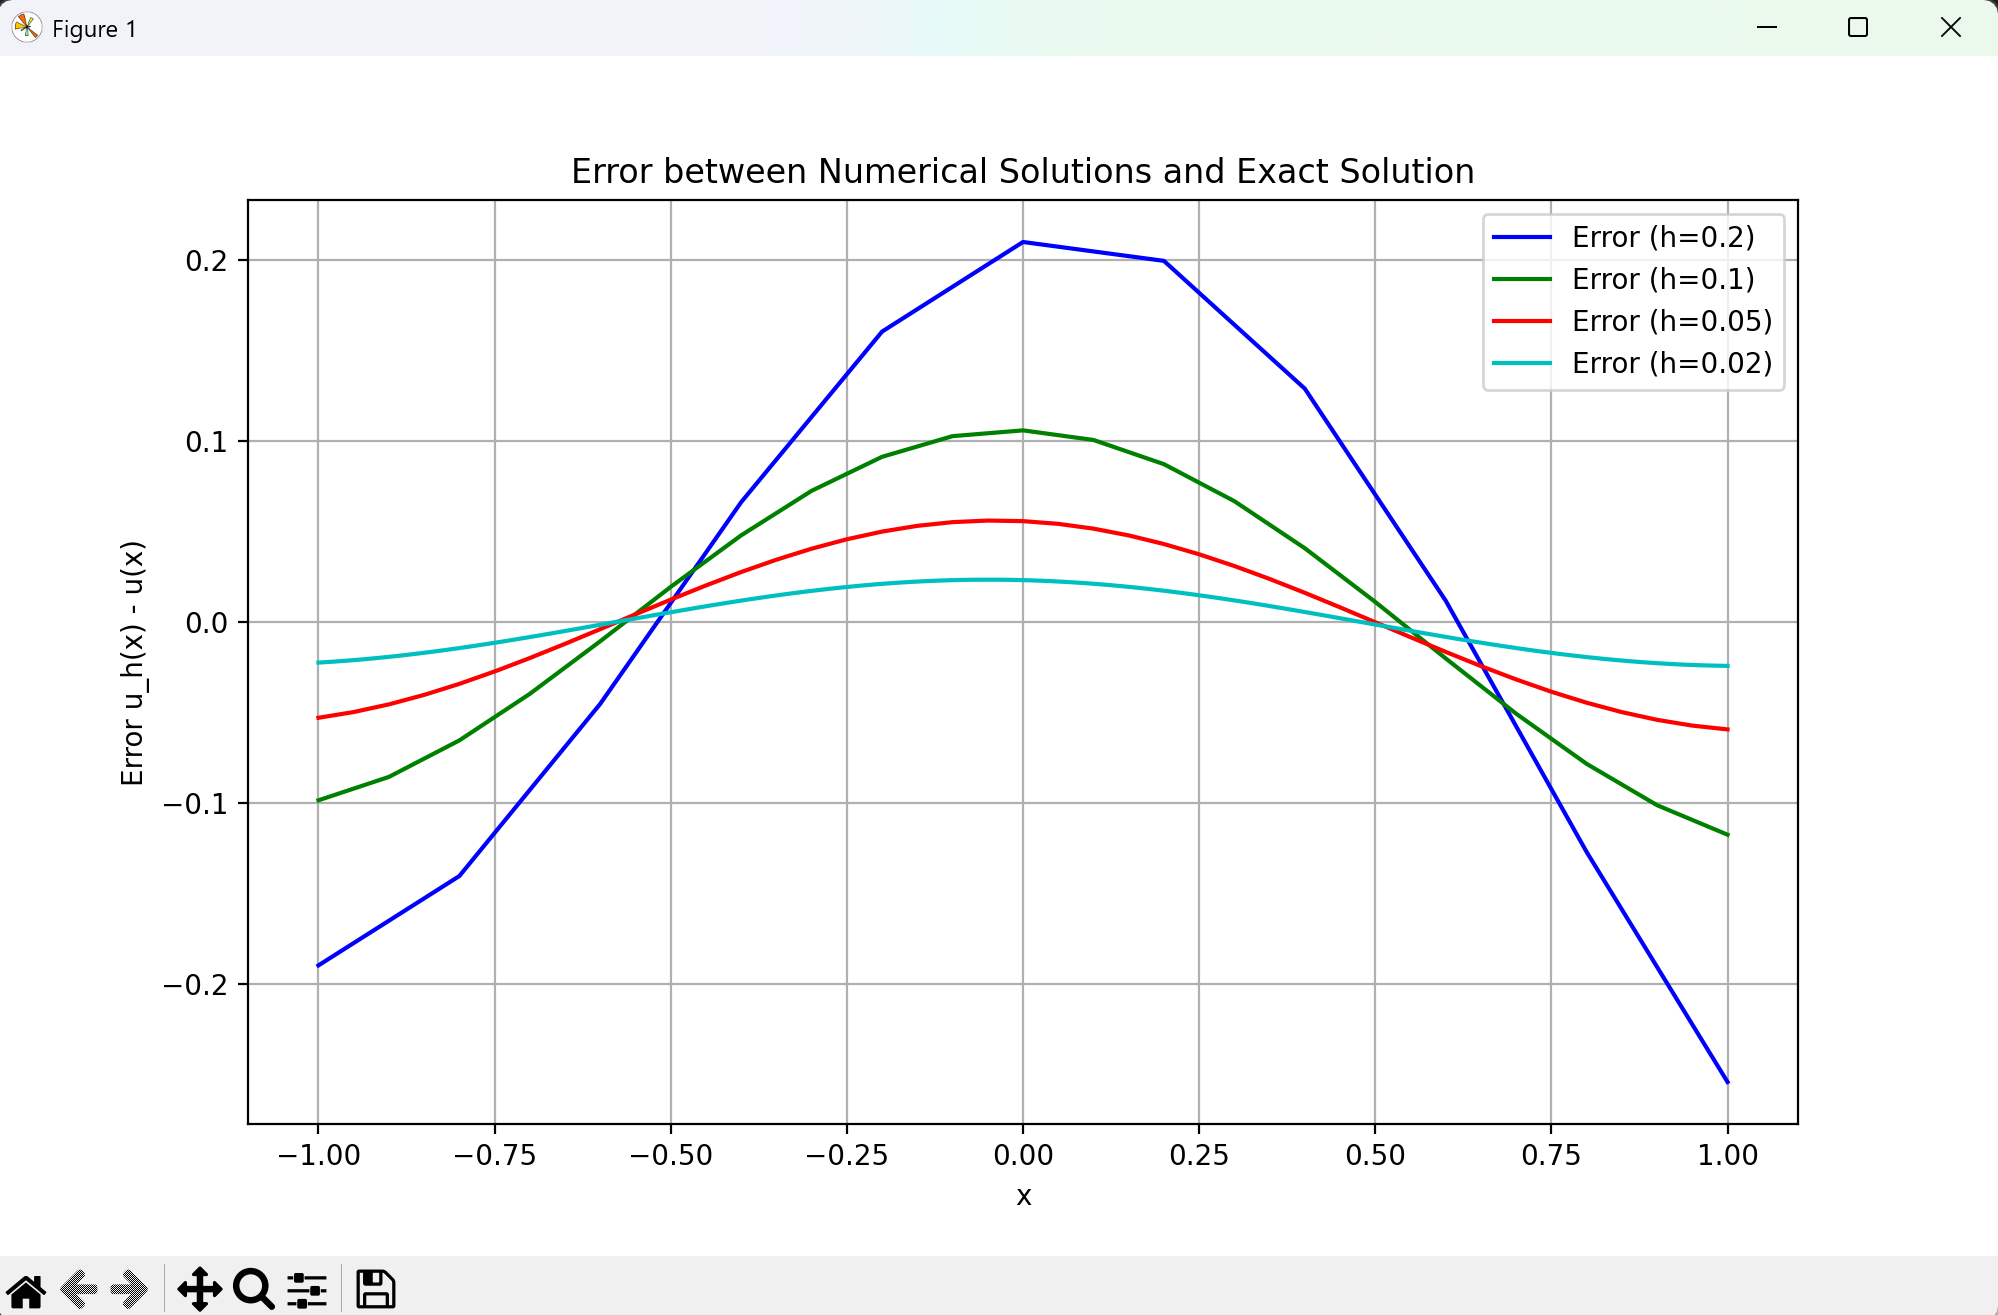 Figure 1
Error between Numerical Solutions and Exact Solution
Error (h=0.2)
Error (h=0.1)
Error (h=0.05)
Error (h=0.02)
Error u_h(x) - u(x)
0.2
0.1
0.0
−0.1
−0.2
−1.00 −0.75 −0.50 −0.25 0.00 0.25 0.50 0.75 1.00
x